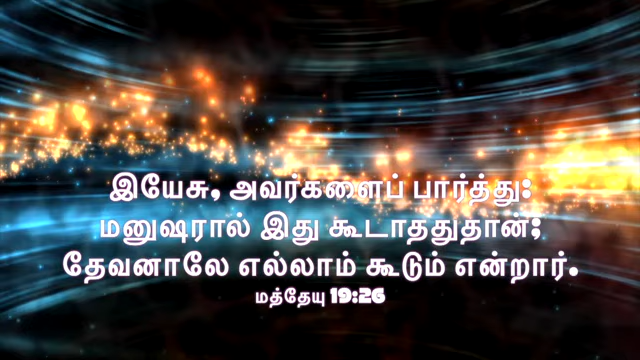 இயேசு, அவர்களைப் பார்த்து:
மனுஷரால் இது கூடாததுதான்;
தேவனாலே எல்லாம் கூடும் என்றார்.
மத்தேயு 19:26